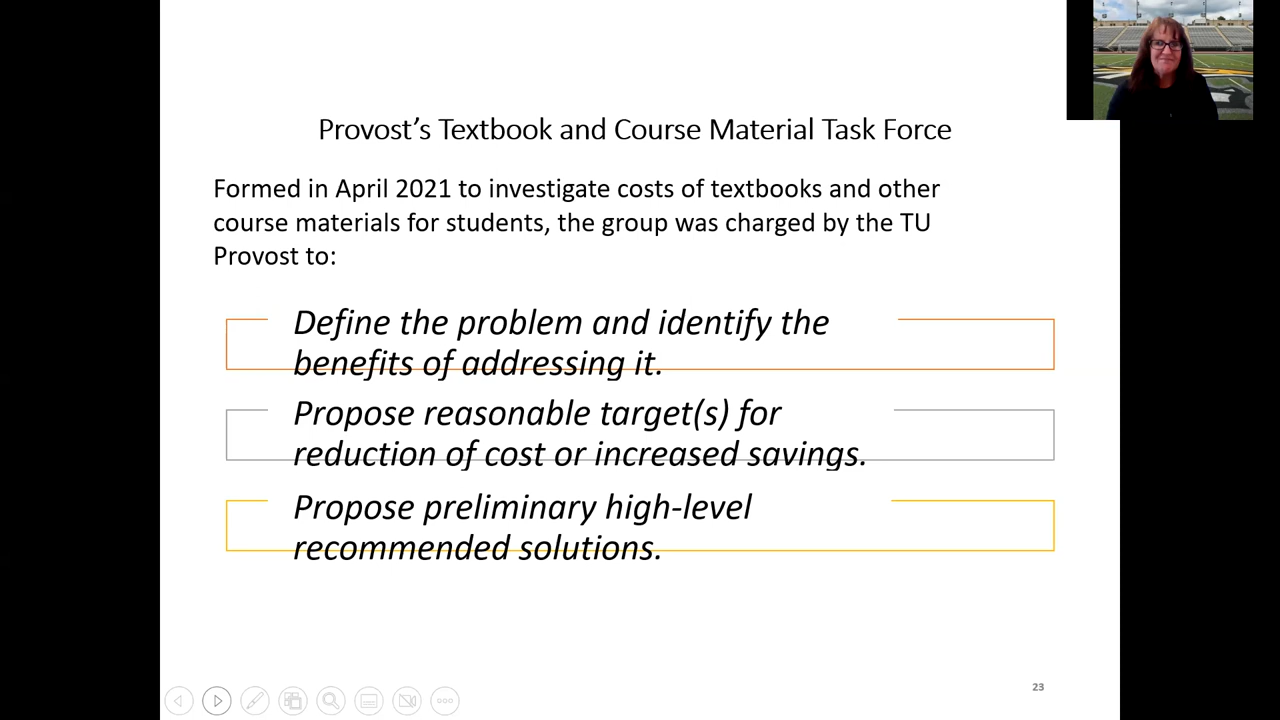 Provost’s Textbook and Course Material Task Force
Formed in April 2021 to investigate costs of textbooks and other
course materials for students, the group was charged by the TU
Provost to:
Define the problem and identify the
benefits of addressing it.
Propose reasonable target(s) for
reduction of cost or increased savings.
Propose preliminary high-level
recommended solutions.
23